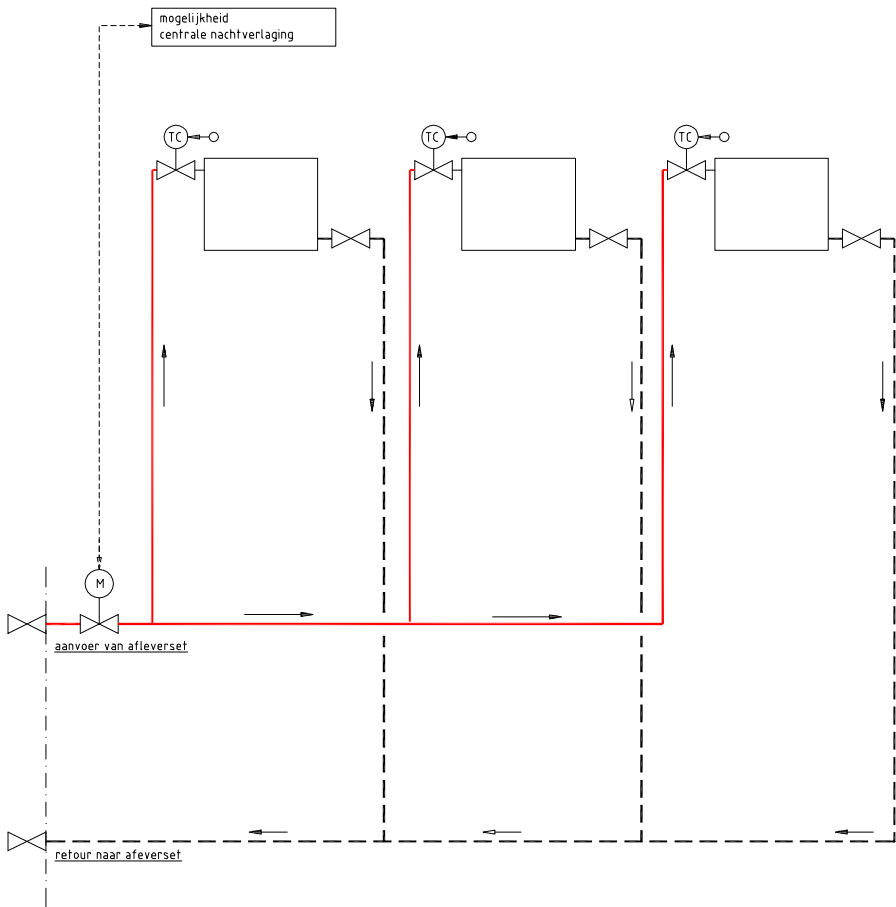 mogelijkheid
centrale nachtverlaging
TC
TC
TC
M
aanvoer van afleverset
retour naar afeverset